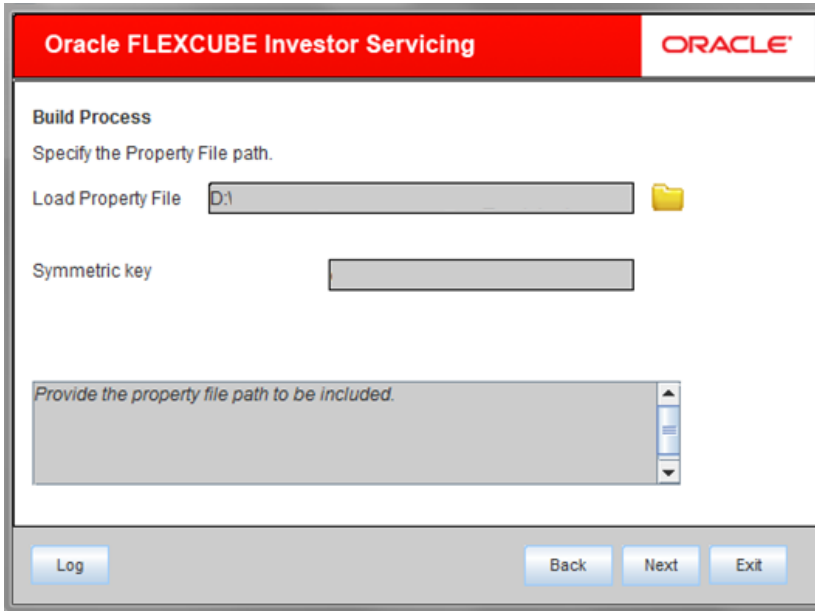 Oracle FLEXCUBE Investor Servicing
ORACLE
Build Process
Specify the Property File path.
Load Property File D:\
Symmetric key
Provide the property file path to be included.
Log Back Next Exit